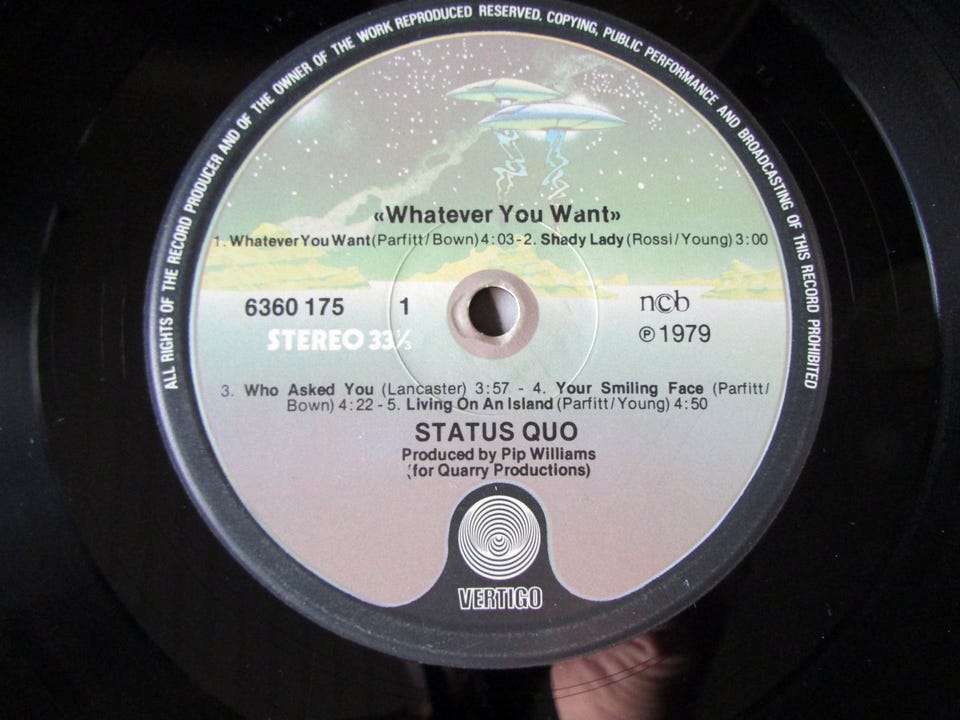 ALL RIGHTS OF THE RECORD PRODUCER AND OF THE OWNER OF THE WORK REPRODUCED RESERVED. COPYING, PUBLIC PERFORMANCE AND BROADCASTING OF THIS RECORD PROHIBITED
«Whatever You Want»
1. Whatever You Want (Parfitt/Bown) 4:03 - 2. Shady Lady (Rossi/Young) 3:00
6360 175 1 n©b
STEREO 33⅓ ℗ 1979
3. Who Asked You (Lancaster) 3:57 - 4. Your Smiling Face (Parfitt/
Bown) 4:22 - 5. Living On An Island (Parfitt/Young) 4:50
STATUS QUO
Produced by Pip Williams
(for Quarry Productions)
VERTIGO